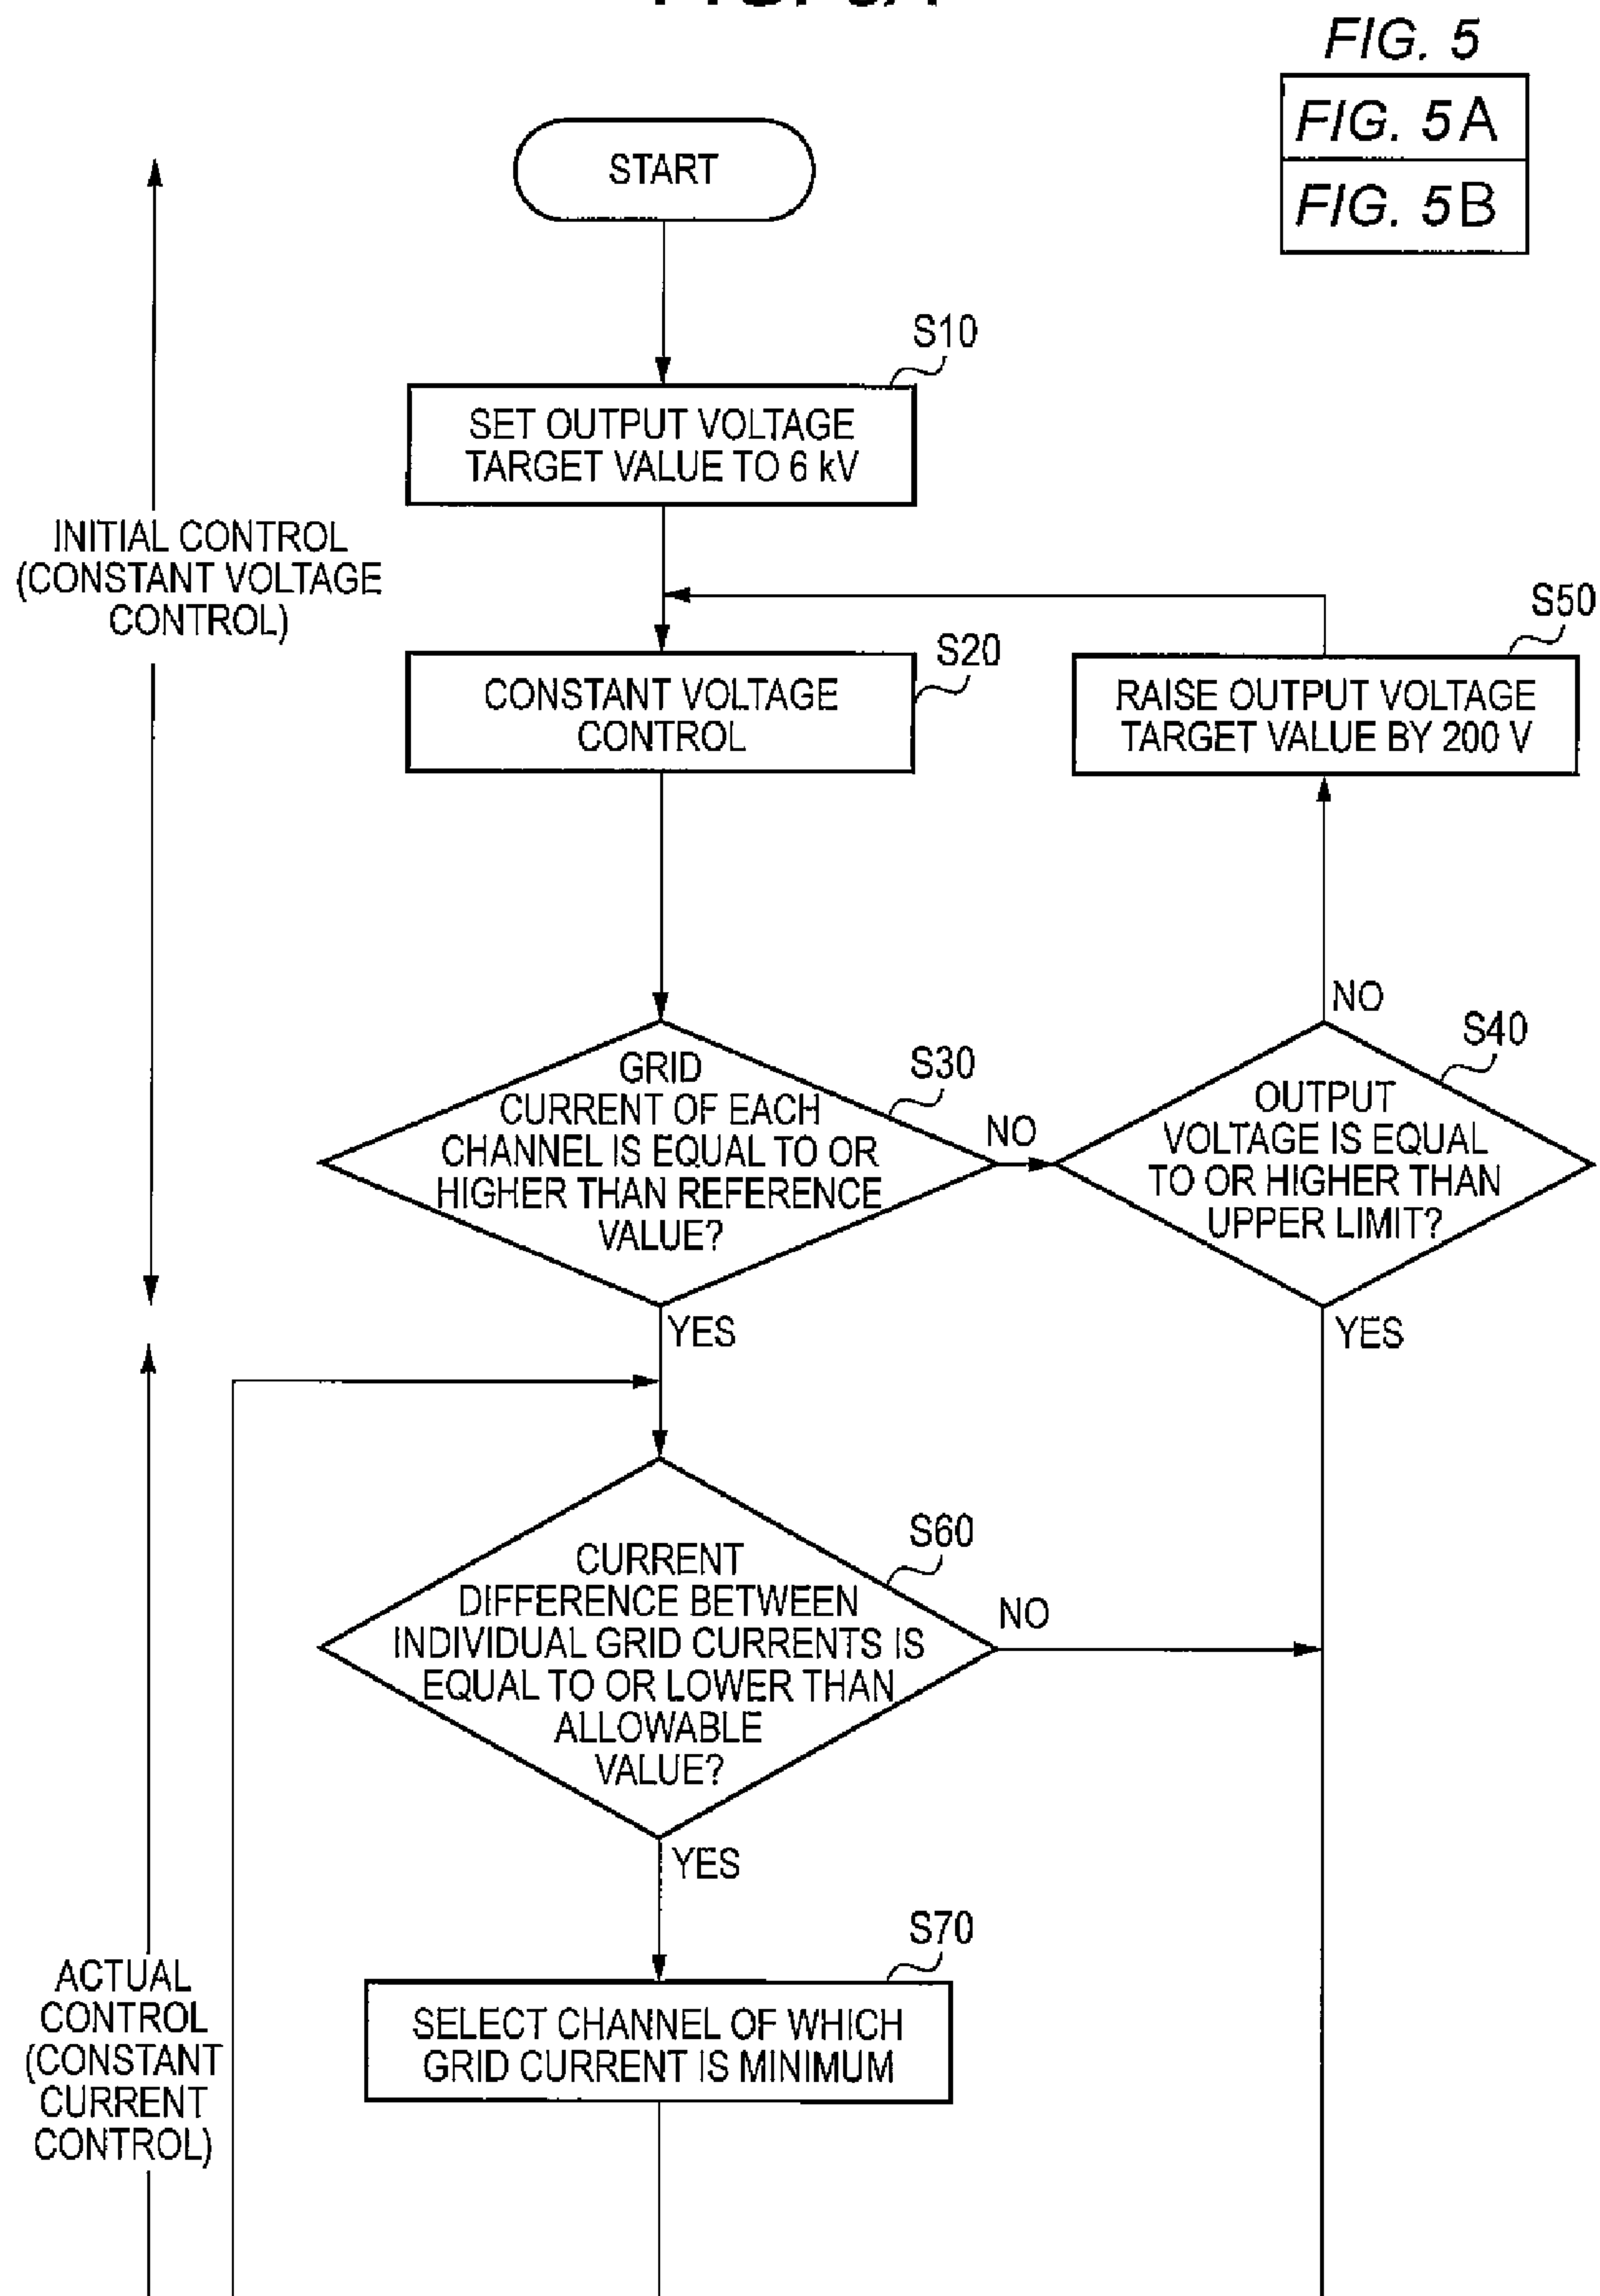 FIG. 5
FIG. 5A
FIG. 5B
START
S10
SET OUTPUT VOLTAGE
TARGET VALUE TO 6 kV
INITIAL CONTROL
(CONSTANT VOLTAGE
CONTROL)
S20
CONSTANT VOLTAGE
CONTROL
S50
RAISE OUTPUT VOLTAGE
TARGET VALUE BY 200 V
S30
GRID
CURRENT OF EACH
CHANNEL IS EQUAL TO OR
HIGHER THAN REFERENCE
VALUE?
NO
YES
NO
S40
OUTPUT
VOLTAGE IS EQUAL
TO OR HIGHER THAN
UPPER LIMIT?
YES
S60
CURRENT
DIFFERENCE BETWEEN
INDIVIDUAL GRID CURRENTS IS
EQUAL TO OR LOWER THAN
ALLOWABLE
VALUE?
NO
YES
S70
SELECT CHANNEL OF WHICH
GRID CURRENT IS MINIMUM
ACTUAL
CONTROL
(CONSTANT
CURRENT
CONTROL)